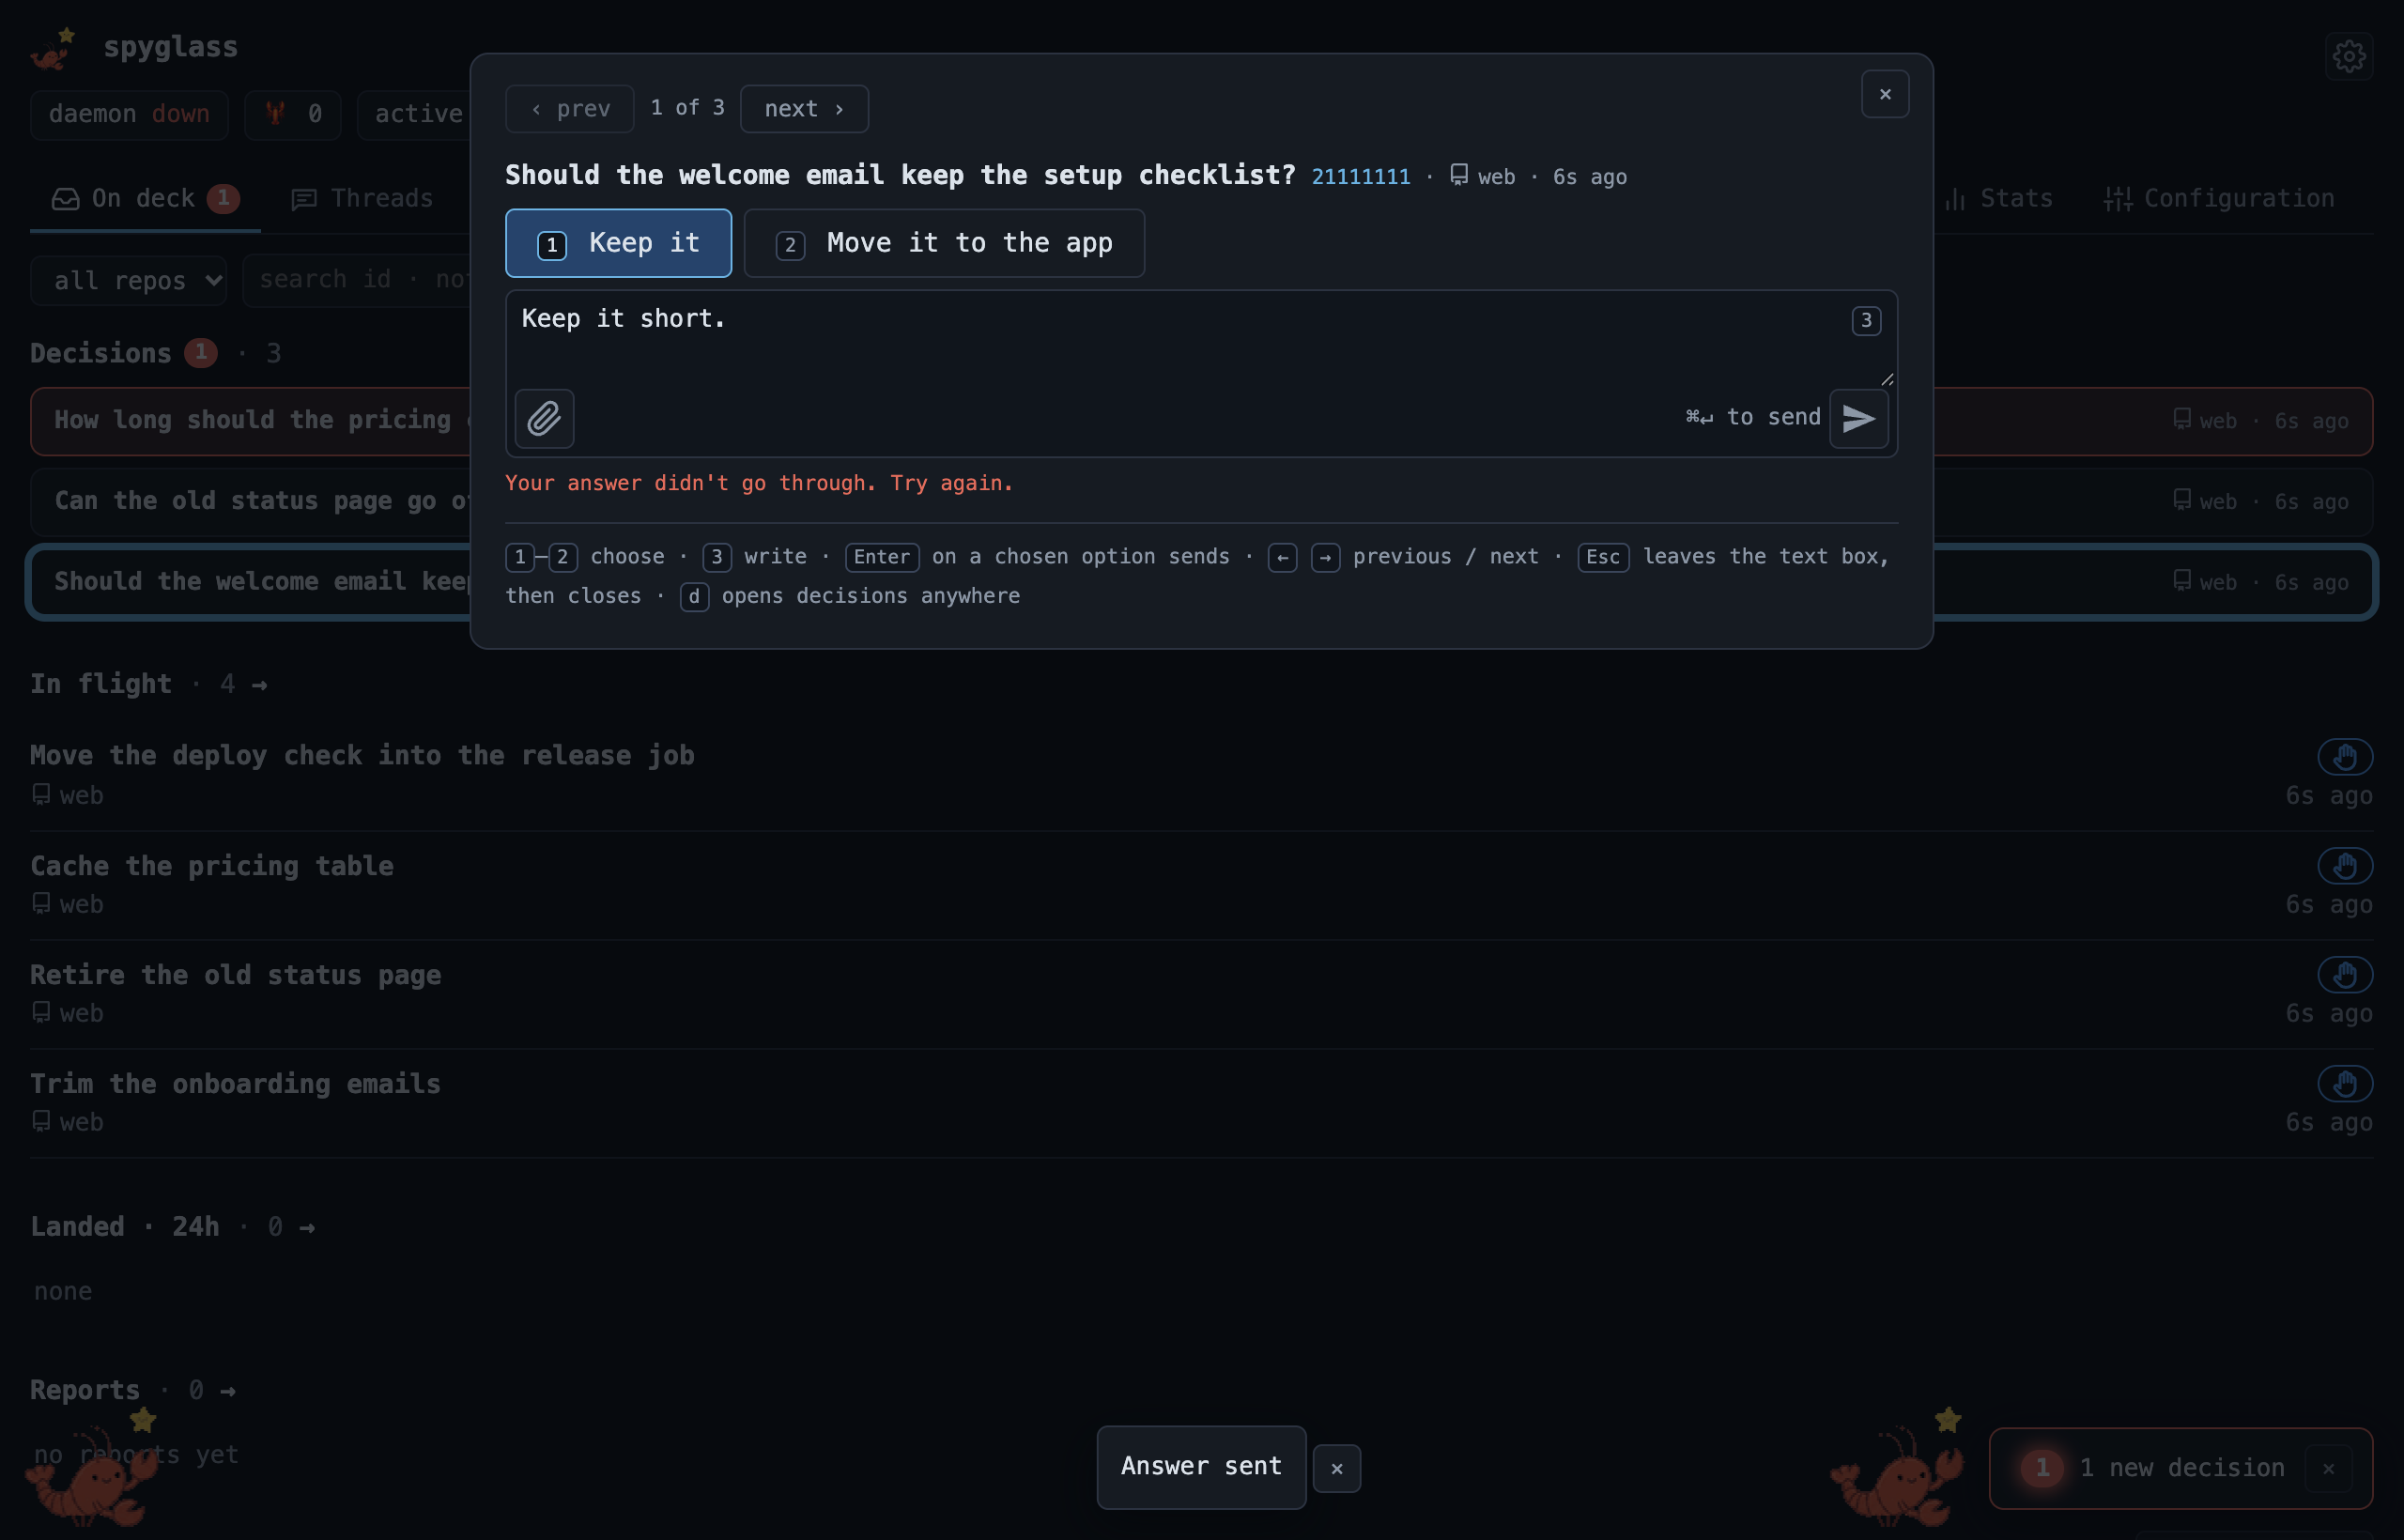 spyglass
daemon down
0
active
On deck 1
Threads
Stats
Configuration
all repos
search id · no
Decisions 1 · 3
How long should the pricing
web · 6s ago
Can the old status page go o
web · 6s ago
Should the welcome email keep
web · 6s ago
‹ prev
1 of 3
next ›
×
Should the welcome email keep the setup checklist? 21111111 · web · 6s ago
1 Keep it
2 Move it to the app
Keep it short.
3
⌘↵ to send
Your answer didn't go through. Try again.
1–2 choose · 3 write · Enter on a chosen option sends · ← → previous / next · Esc leaves the text box,
then closes · d opens decisions anywhere
In flight · 4 →
Move the deploy check into the release job
web
6s ago
Cache the pricing table
web
6s ago
Retire the old status page
web
6s ago
Trim the onboarding emails
web
6s ago
Landed · 24h · 0 →
none
Reports · 0 →
no reports yet
Answer sent
×
1 1 new decision ×